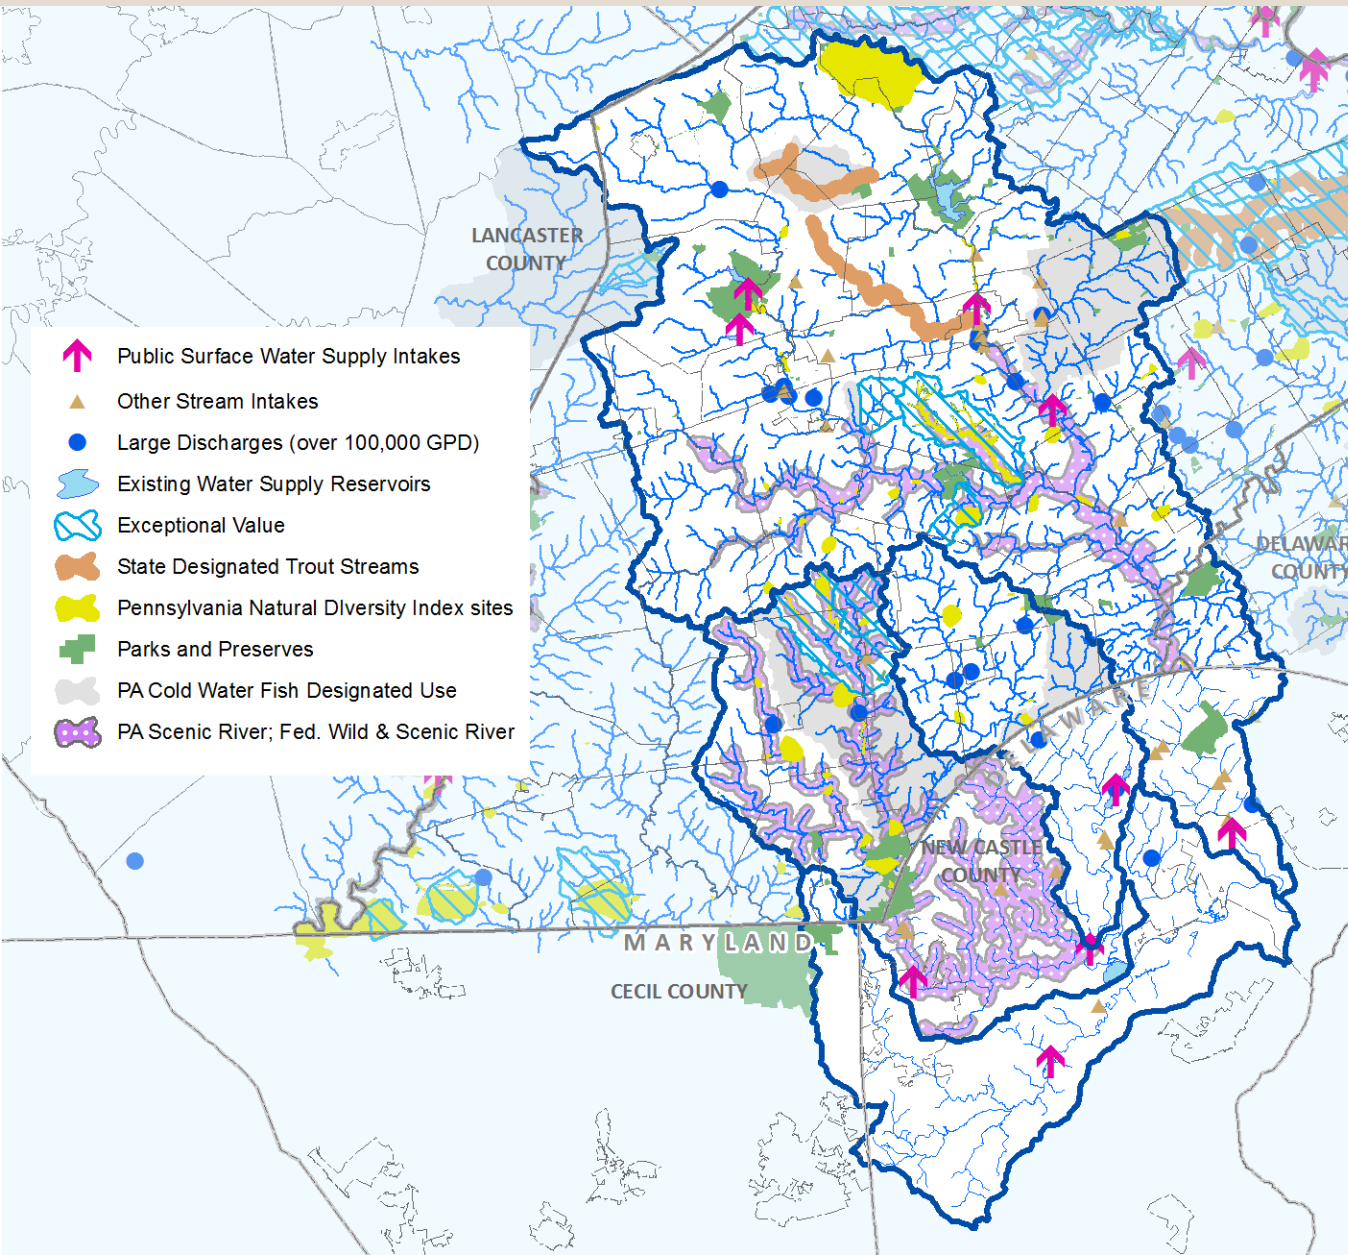 LANCASTER
COUNTY
Public Surface Water Supply Intakes
Other Stream Intakes
Large Discharges (over 100,000 GPD)
Existing Water Supply Reservoirs
Exceptional Value
State Designated Trout Streams
Pennsylvania Natural DIversity Index sites
Parks and Preserves
PA Cold Water Fish Designated Use
PA Scenic River; Fed. Wild & Scenic River
DELAWAR
COUNTY
ELAWARE
NEW CASTLE
COUNTY
MARYLAND
CECIL COUNTY